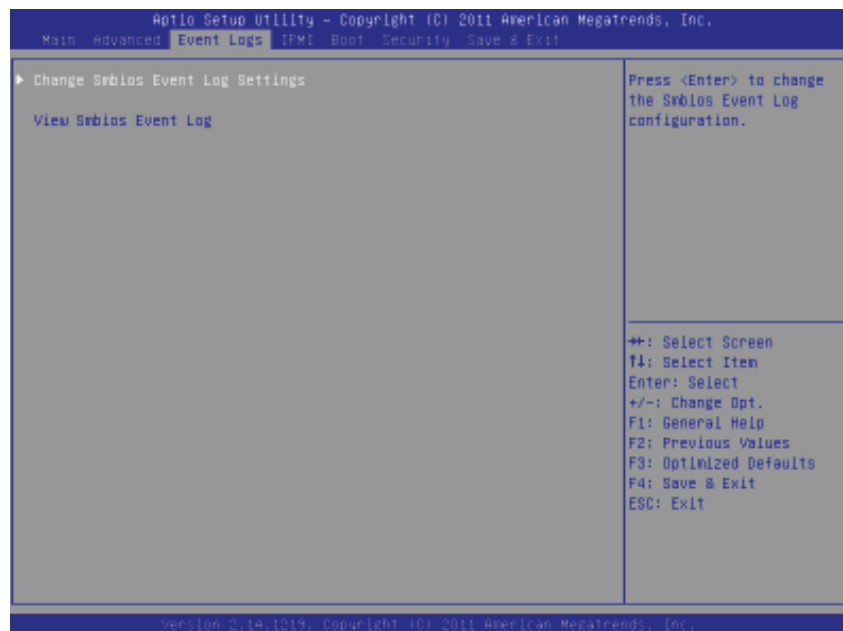 Aptio Setup Utility – Copyright (C) 2011 American Megatrends, Inc.
Main Advanced Event Logs IPMI Boot Security Save & Exit
Change Smbios Event Log Settings
View Smbios Event Log
Press <Enter> to change
the Smbios Event Log
configuration.
→←: Select Screen
↑↓: Select Item
Enter: Select
+/-: Change Opt.
F1: General Help
F2: Previous Values
F3: Optimized Defaults
F4: Save & Exit
ESC: Exit
Version 2.14.1219. Copyright (C) 2011 American Megatrends, Inc.